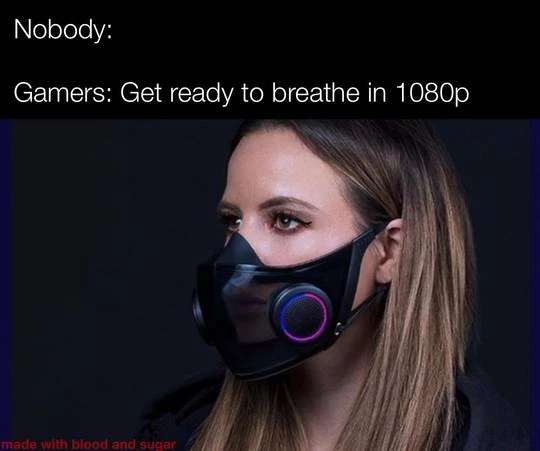 Nobody:
Gamers: Get ready to breathe in 1080p
made with blood and sugar